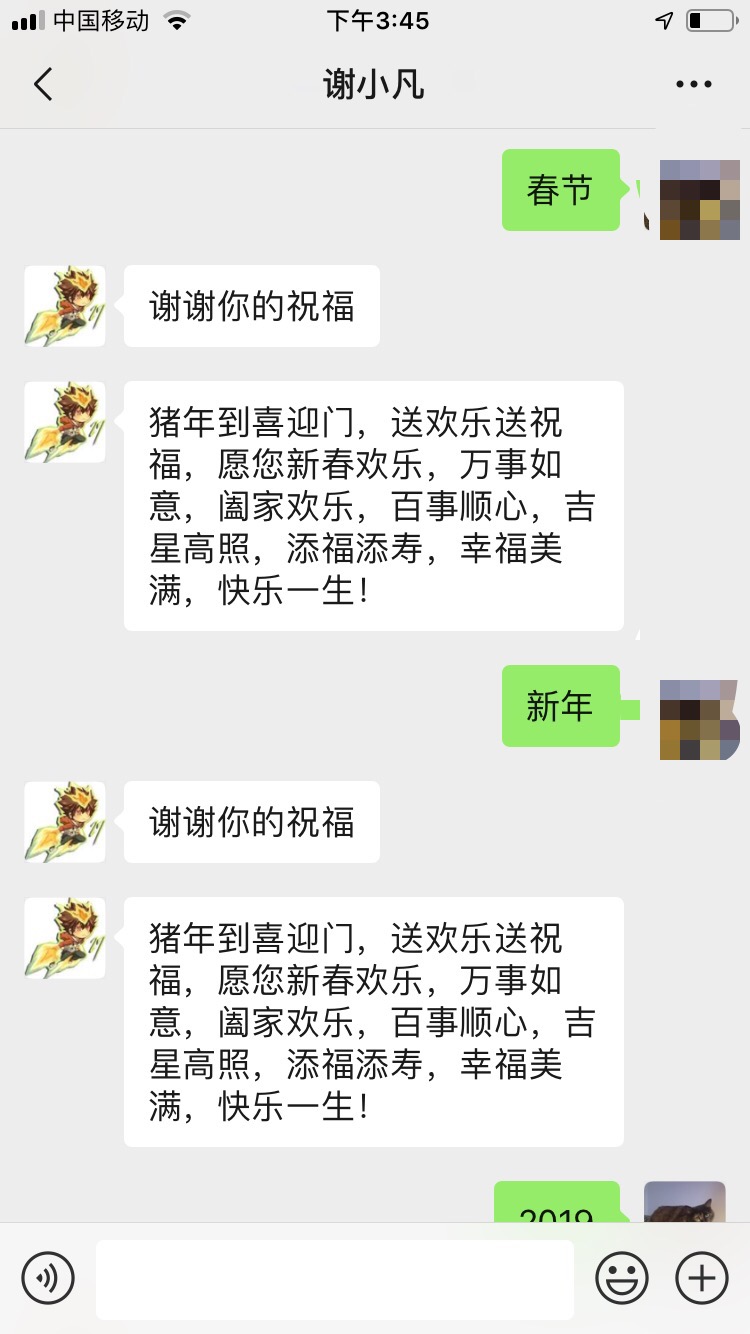 中国移动
下午3:45
谢小凡
春节
谢谢你的祝福
猪年到喜迎门，送欢乐送祝
福，愿您新春欢乐，万事如
意，阖家欢乐，百事顺心，吉
星高照，添福添寿，幸福美
满，快乐一生！
新年
谢谢你的祝福
猪年到喜迎门，送欢乐送祝
福，愿您新春欢乐，万事如
意，阖家欢乐，百事顺心，吉
星高照，添福添寿，幸福美
满，快乐一生！
2019